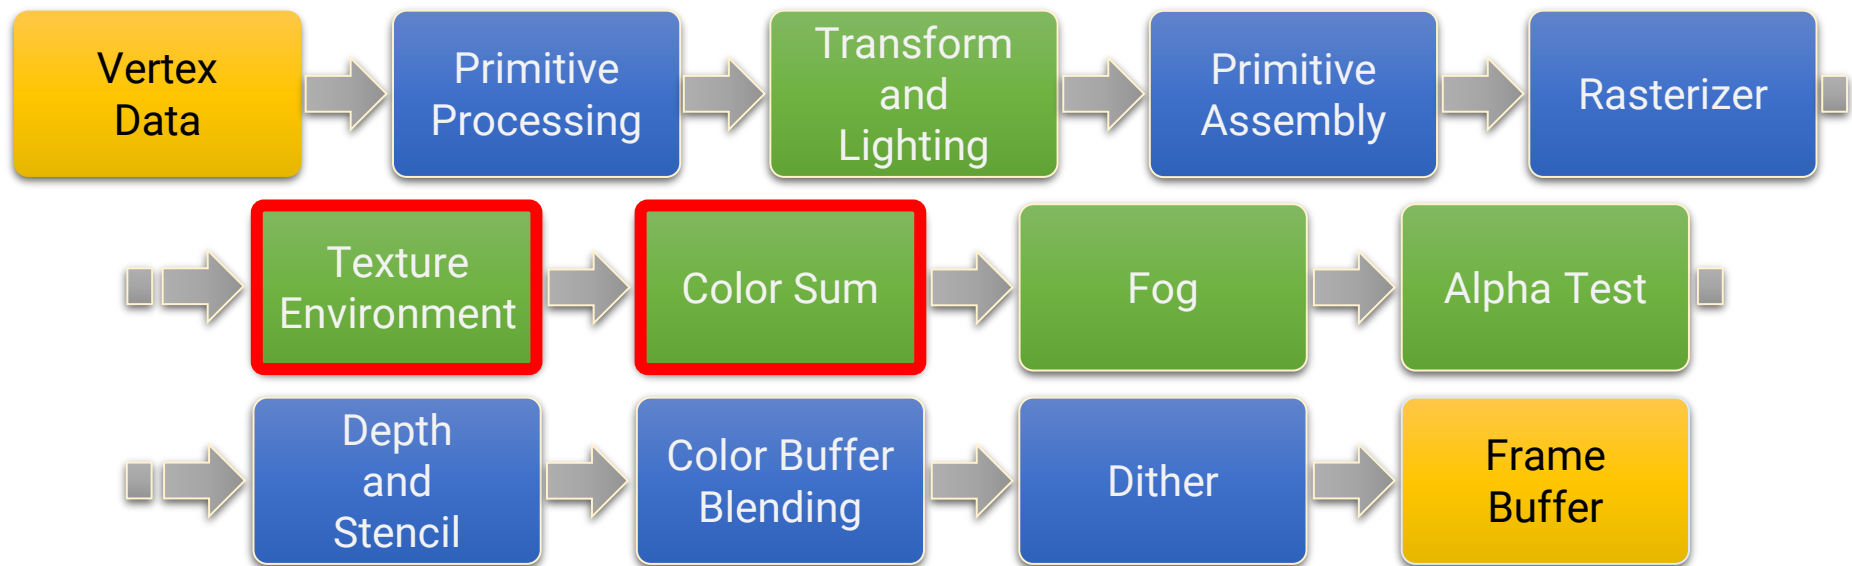 Vertex
Data
Primitive
Processing
Transform
and
Lighting
Primitive
Assembly
Rasterizer
Texture
Environment
Color Sum
Fog
Alpha Test
Depth
and
Stencil
Color Buffer
Blending
Dither
Frame
Buffer